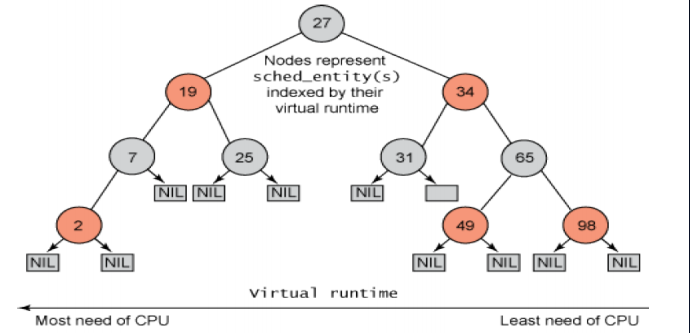 27
Nodes represent
sched_entity(s)
indexed by their
virtual runtime
19
34
7
25
31
65
NIL
NIL
NIL
NIL
2
49
98
NIL
NIL
NIL
NIL
NIL
NIL
Virtual runtime
Most need of CPU
Least need of CPU